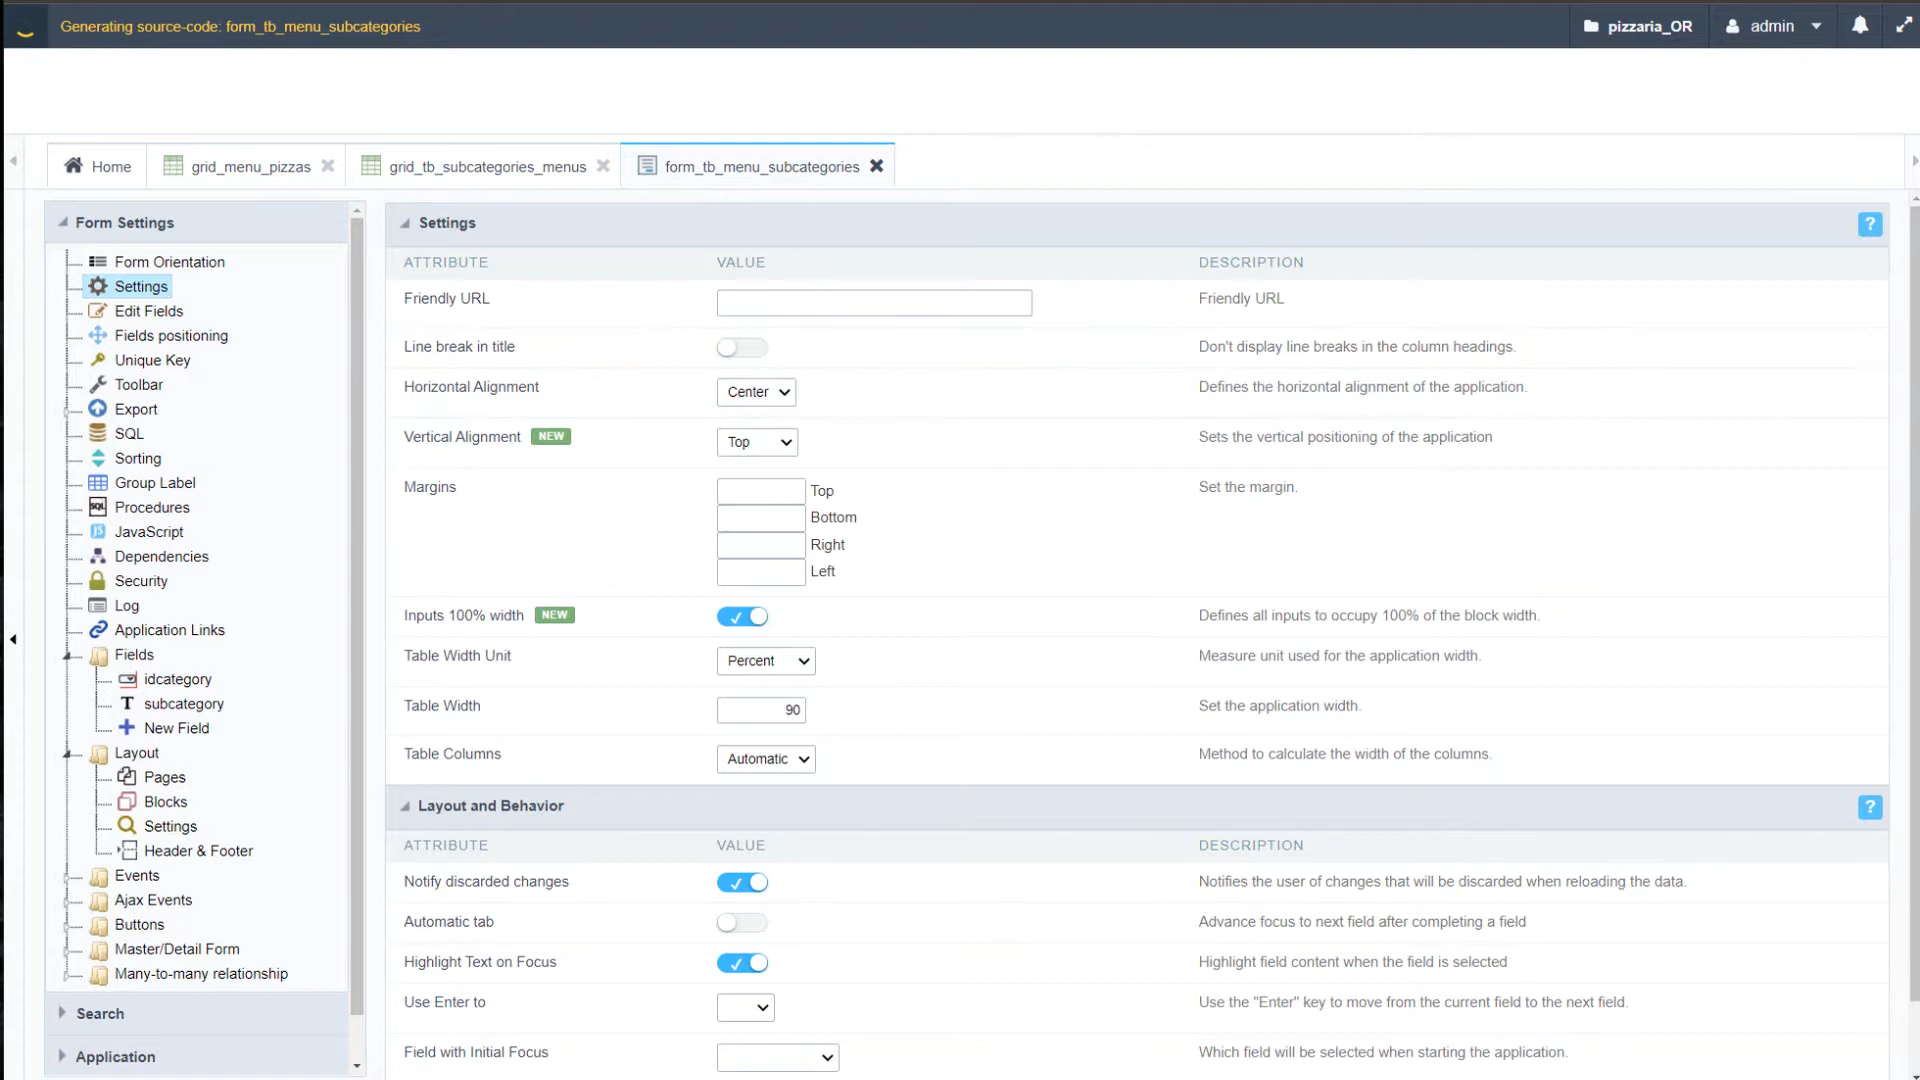 Generating source-code: form_tb_menu_subcategories
pizzaria_OR
admin
Home
grid_menu_pizzas
grid_tb_subcategories_menus
form_tb_menu_subcategories
Form Settings
Form Orientation
Settings
Edit Fields
Fields positioning
Unique Key
Toolbar
Export
SQL
Sorting
Group Label
Procedures
JavaScript
Dependencies
Security
Log
Application Links
Fields
idcategory
subcategory
New Field
Layout
Pages
Blocks
Settings
Header & Footer
Events
Ajax Events
Buttons
Master/Detail Form
Many-to-many relationship
Search
Application
Settings ?
ATTRIBUTE VALUE DESCRIPTION
Friendly URL Friendly URL
Line break in title Don't display line breaks in the column headings.
Horizontal Alignment Center Defines the horizontal alignment of the application.
Vertical Alignment NEW Top Sets the vertical positioning of the application
Margins Top Set the margin.
Bottom
Right
Left
Inputs 100% width NEW Defines all inputs to occupy 100% of the block width.
Table Width Unit Percent Measure unit used for the application width.
Table Width 90 Set the application width.
Table Columns Automatic Method to calculate the width of the columns.
Layout and Behavior ?
ATTRIBUTE VALUE DESCRIPTION
Notify discarded changes Notifies the user of changes that will be discarded when reloading the data.
Automatic tab Advance focus to next field after completing a field
Highlight Text on Focus Highlight field content when the field is selected
Use Enter to Use the "Enter" key to move from the current field to the next field.
Field with Initial Focus Which field will be selected when starting the application.